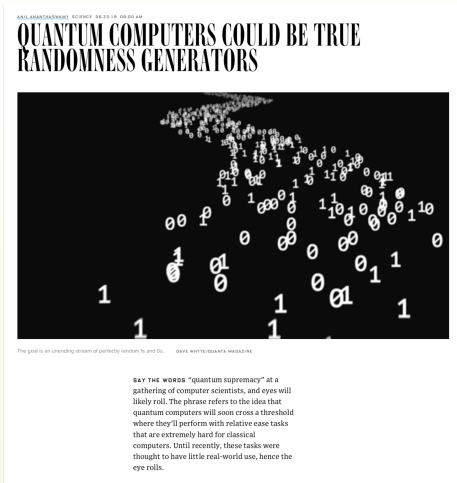 ANIL ANANTHASWAMY SCIENCE 06.23.19 09:00 AM
QUANTUM COMPUTERS COULD BE TRUE
RANDOMNESS GENERATORS
The goal is an unending stream of perfectly random 1s and 0s. DAVE WHYTE/QUANTA MAGAZINE
SAY THE WORDS “quantum supremacy” at a
gathering of computer scientists, and eyes will
likely roll. The phrase refers to the idea that
quantum computers will soon cross a threshold
where they’ll perform with relative ease tasks
that are extremely hard for classical
computers. Until recently, these tasks were
thought to have little real-world use, hence the
eye rolls.